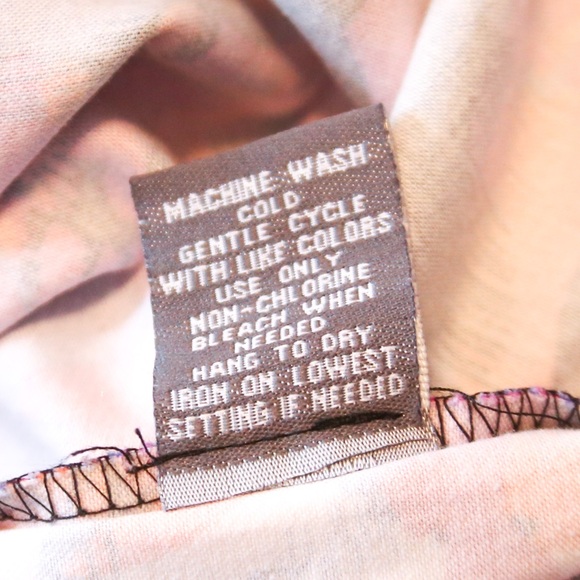 MACHINE WASH
COLD
GENTLE CYCLE
WITH LIKE COLORS
USE ONLY
NON-CHLORINE
BLEACH WHEN
NEEDED
HANG TO DRY
IRON ON LOWEST
SETTING IF NEEDED